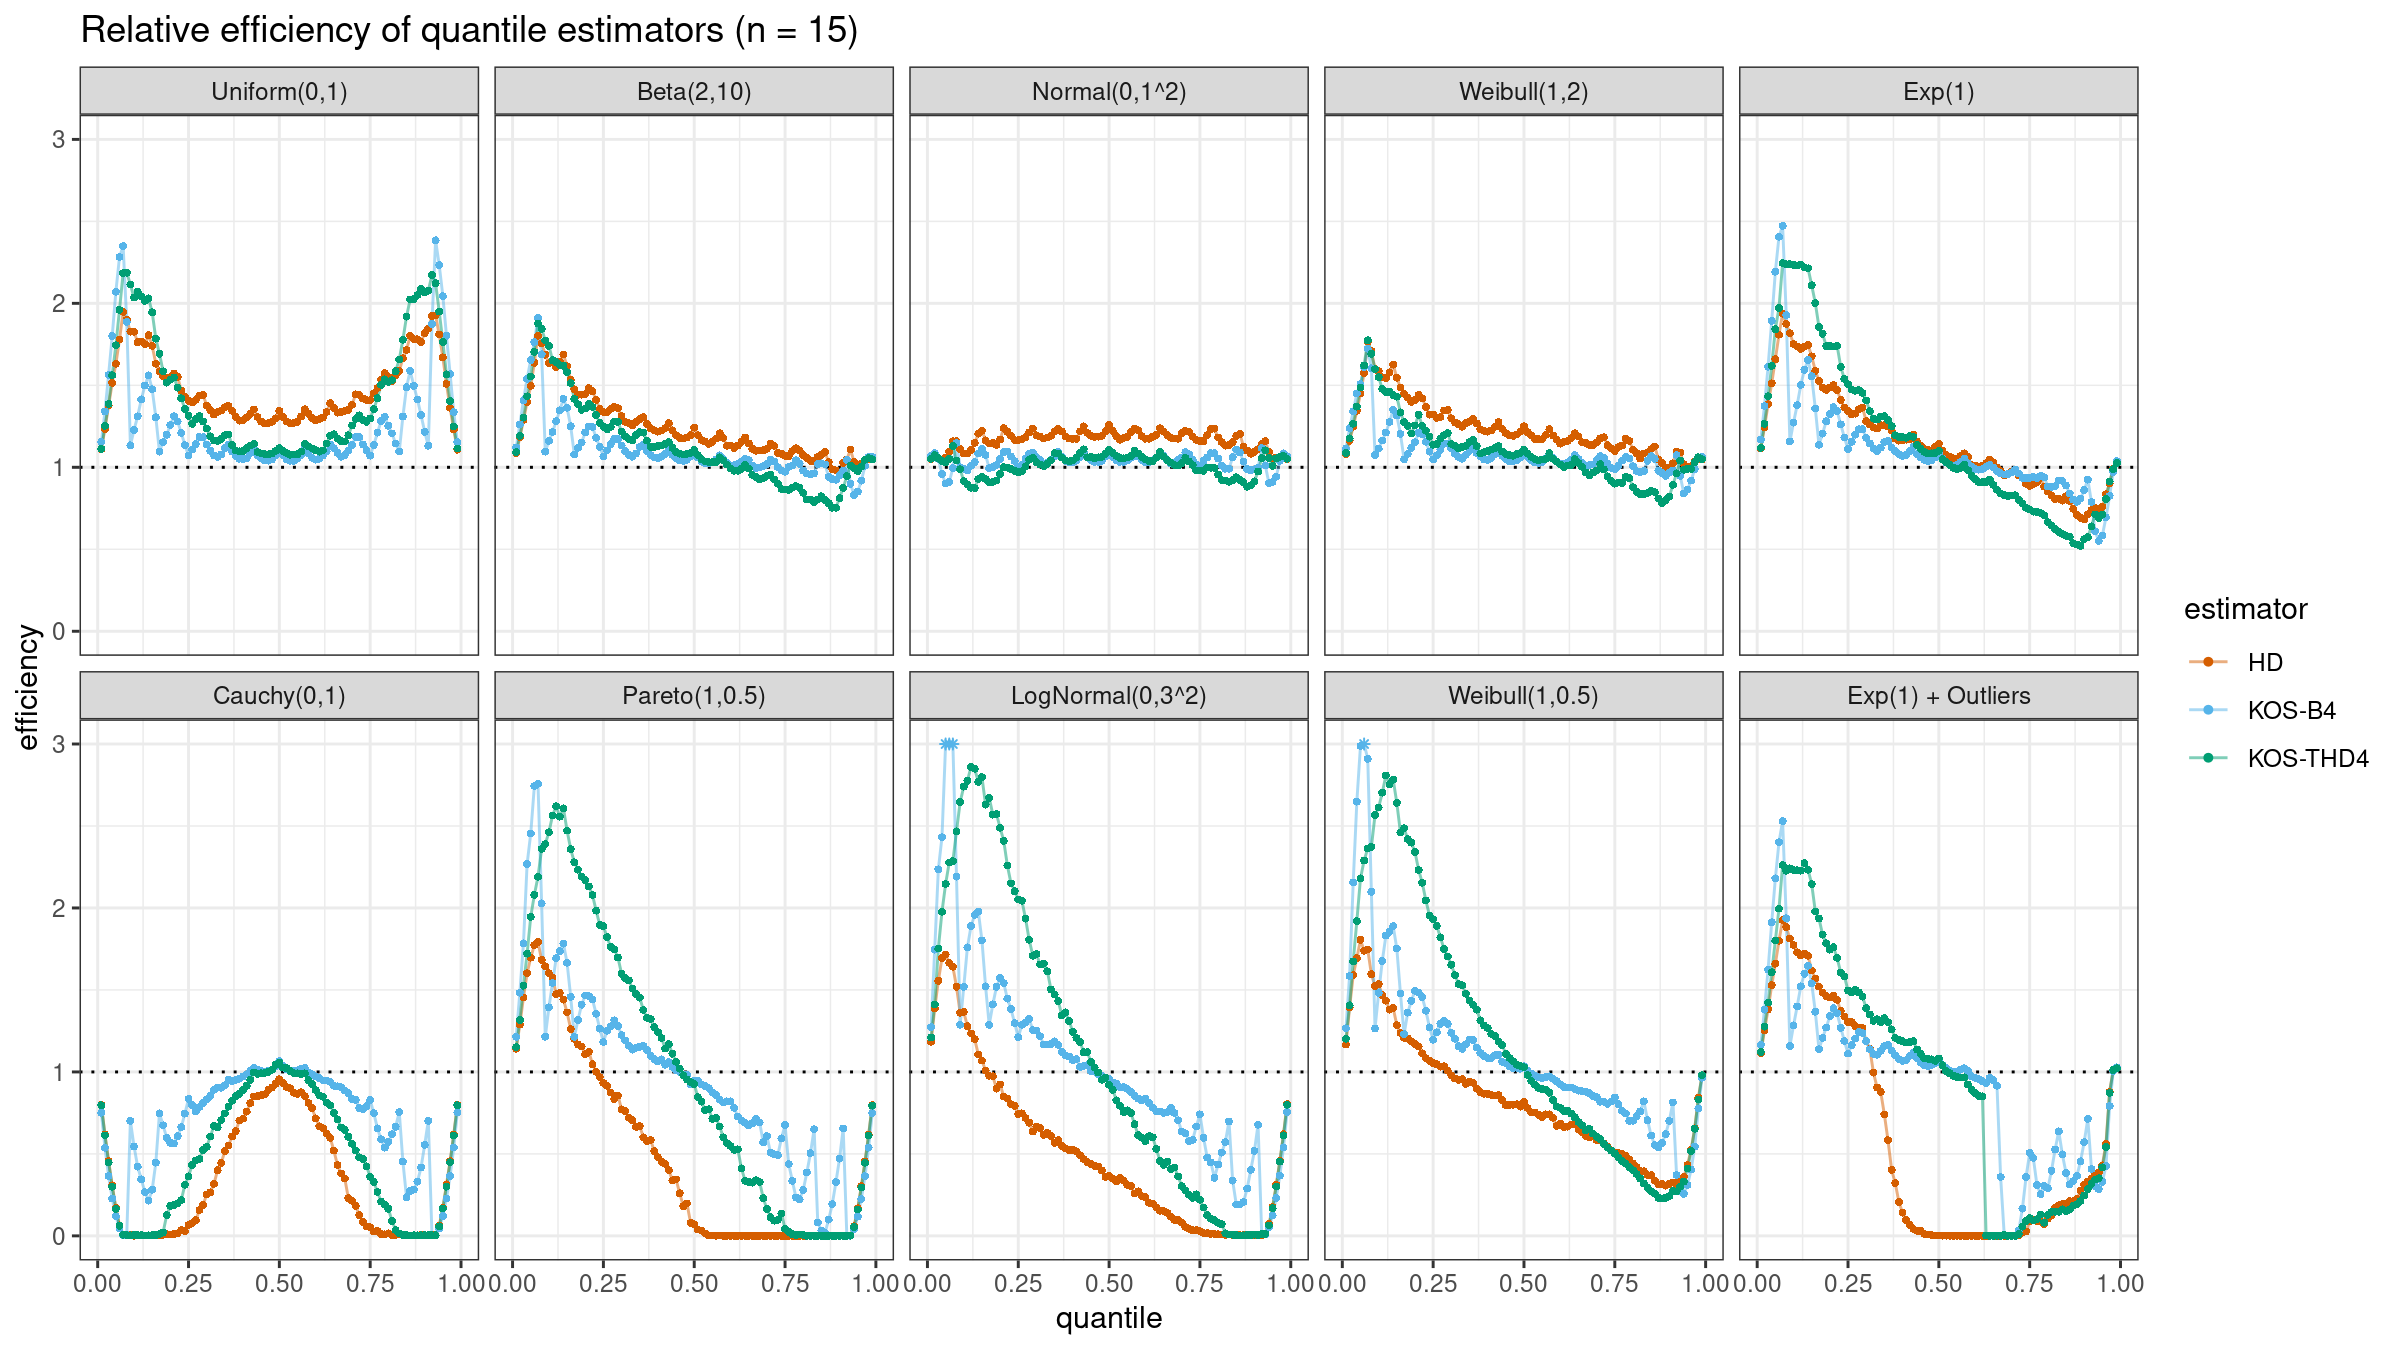 Relative efficiency of quantile estimators (n = 15)
Uniform(0,1)
Beta(2,10)
Normal(0,1^2)
Weibull(1,2)
Exp(1)
3
2
1
0
Cauchy(0,1)
Pareto(1,0.5)
LogNormal(0,3^2)
Weibull(1,0.5)
Exp(1) + Outliers
3
2
1
0
0.00 0.25 0.50 0.75 1.00
0.00 0.25 0.50 0.75 1.00
0.00 0.25 0.50 0.75 1.00
0.00 0.25 0.50 0.75 1.00
0.00 0.25 0.50 0.75 1.00
quantile
efficiency
estimator
HD
KOS-B4
KOS-THD4